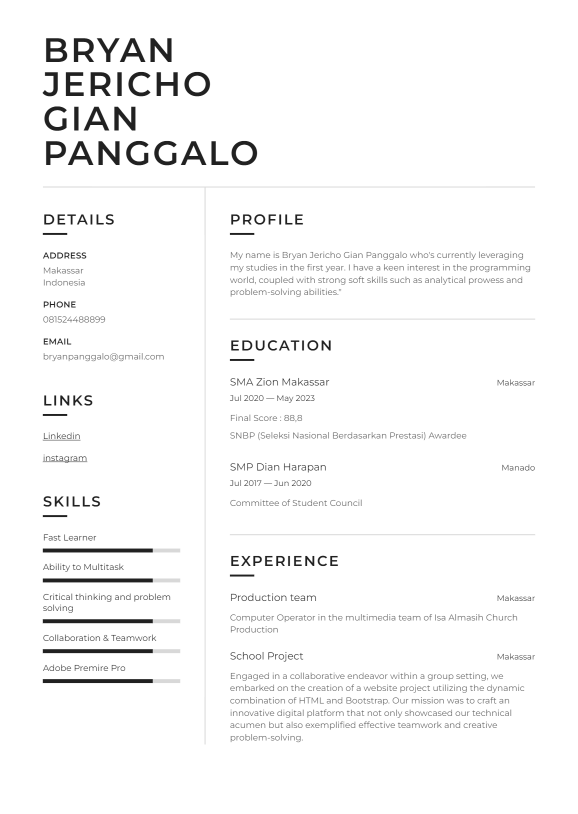 BRYAN
JERICHO
GIAN
PANGGALO
DETAILS
ADDRESS
Makassar
Indonesia
PHONE
081524488899
EMAIL
bryanpanggalo@gmail.com
LINKS
Linkedin
instagram
SKILLS
Fast Learner
Ability to Multitask
Critical thinking and problem
solving
Collaboration & Teamwork
Adobe Premire Pro
PROFILE
My name is Bryan Jericho Gian Panggalo who's currently leveraging
my studies in the first year. I have a keen interest in the programming
world, coupled with strong soft skills such as analytical prowess and
problem-solving abilities."
EDUCATION
SMA Zion Makassar Makassar
Jul 2020 — May 2023
Final Score : 88,8
SNBP (Seleksi Nasional Berdasarkan Prestasi) Awardee
SMP Dian Harapan Manado
Jul 2017 — Jun 2020
Committee of Student Council
EXPERIENCE
Production team Makassar
Computer Operator in the multimedia team of Isa Almasih Church
Production
School Project Makassar
Engaged in a collaborative endeavor within a group setting, we
embarked on the creation of a website project utilizing the dynamic
combination of HTML and Bootstrap. Our mission was to craft an
innovative digital platform that not only showcased our technical
acumen but also exemplified effective teamwork and creative
problem-solving.